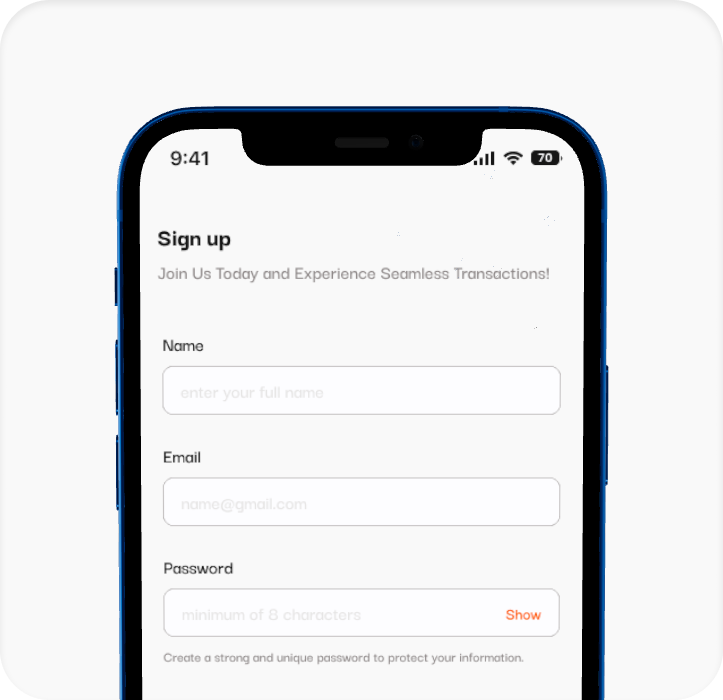 9:41
70
Sign up
Join Us Today and Experience Seamless Transactions!
Name
enter your full name
Email
name@gmail.com
Password
minimum of 8 characters
Show
Create a strong and unique password to protect your information.